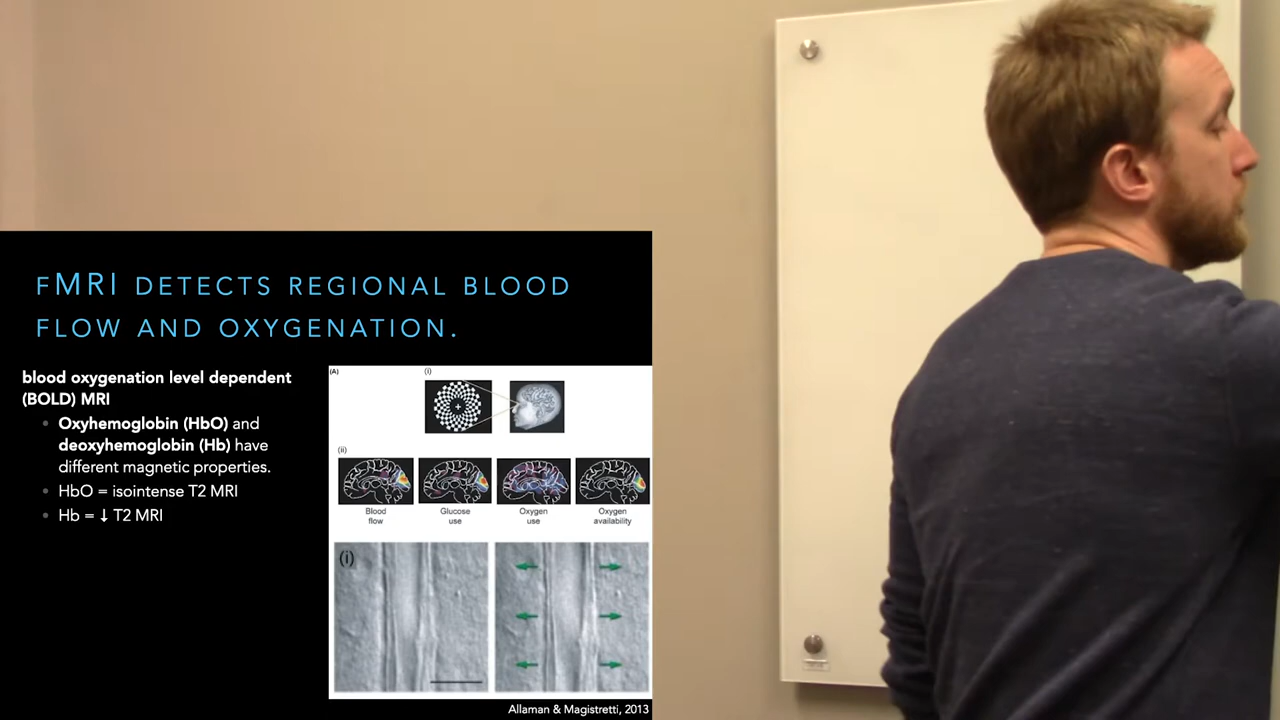 FMRI DETECTS REGIONAL BLOOD
FLOW AND OXYGENATION.
blood oxygenation level dependent
(BOLD) MRI
• Oxyhemoglobin (HbO) and
deoxyhemoglobin (Hb) have
different magnetic properties.
• HbO = isointense T2 MRI
• Hb = ↓ T2 MRI
(A)
(i)
(ii)
Blood
flow
Glucose
use
Oxygen
use
Oxygen
availability
(i)
Allaman & Magistretti, 2013